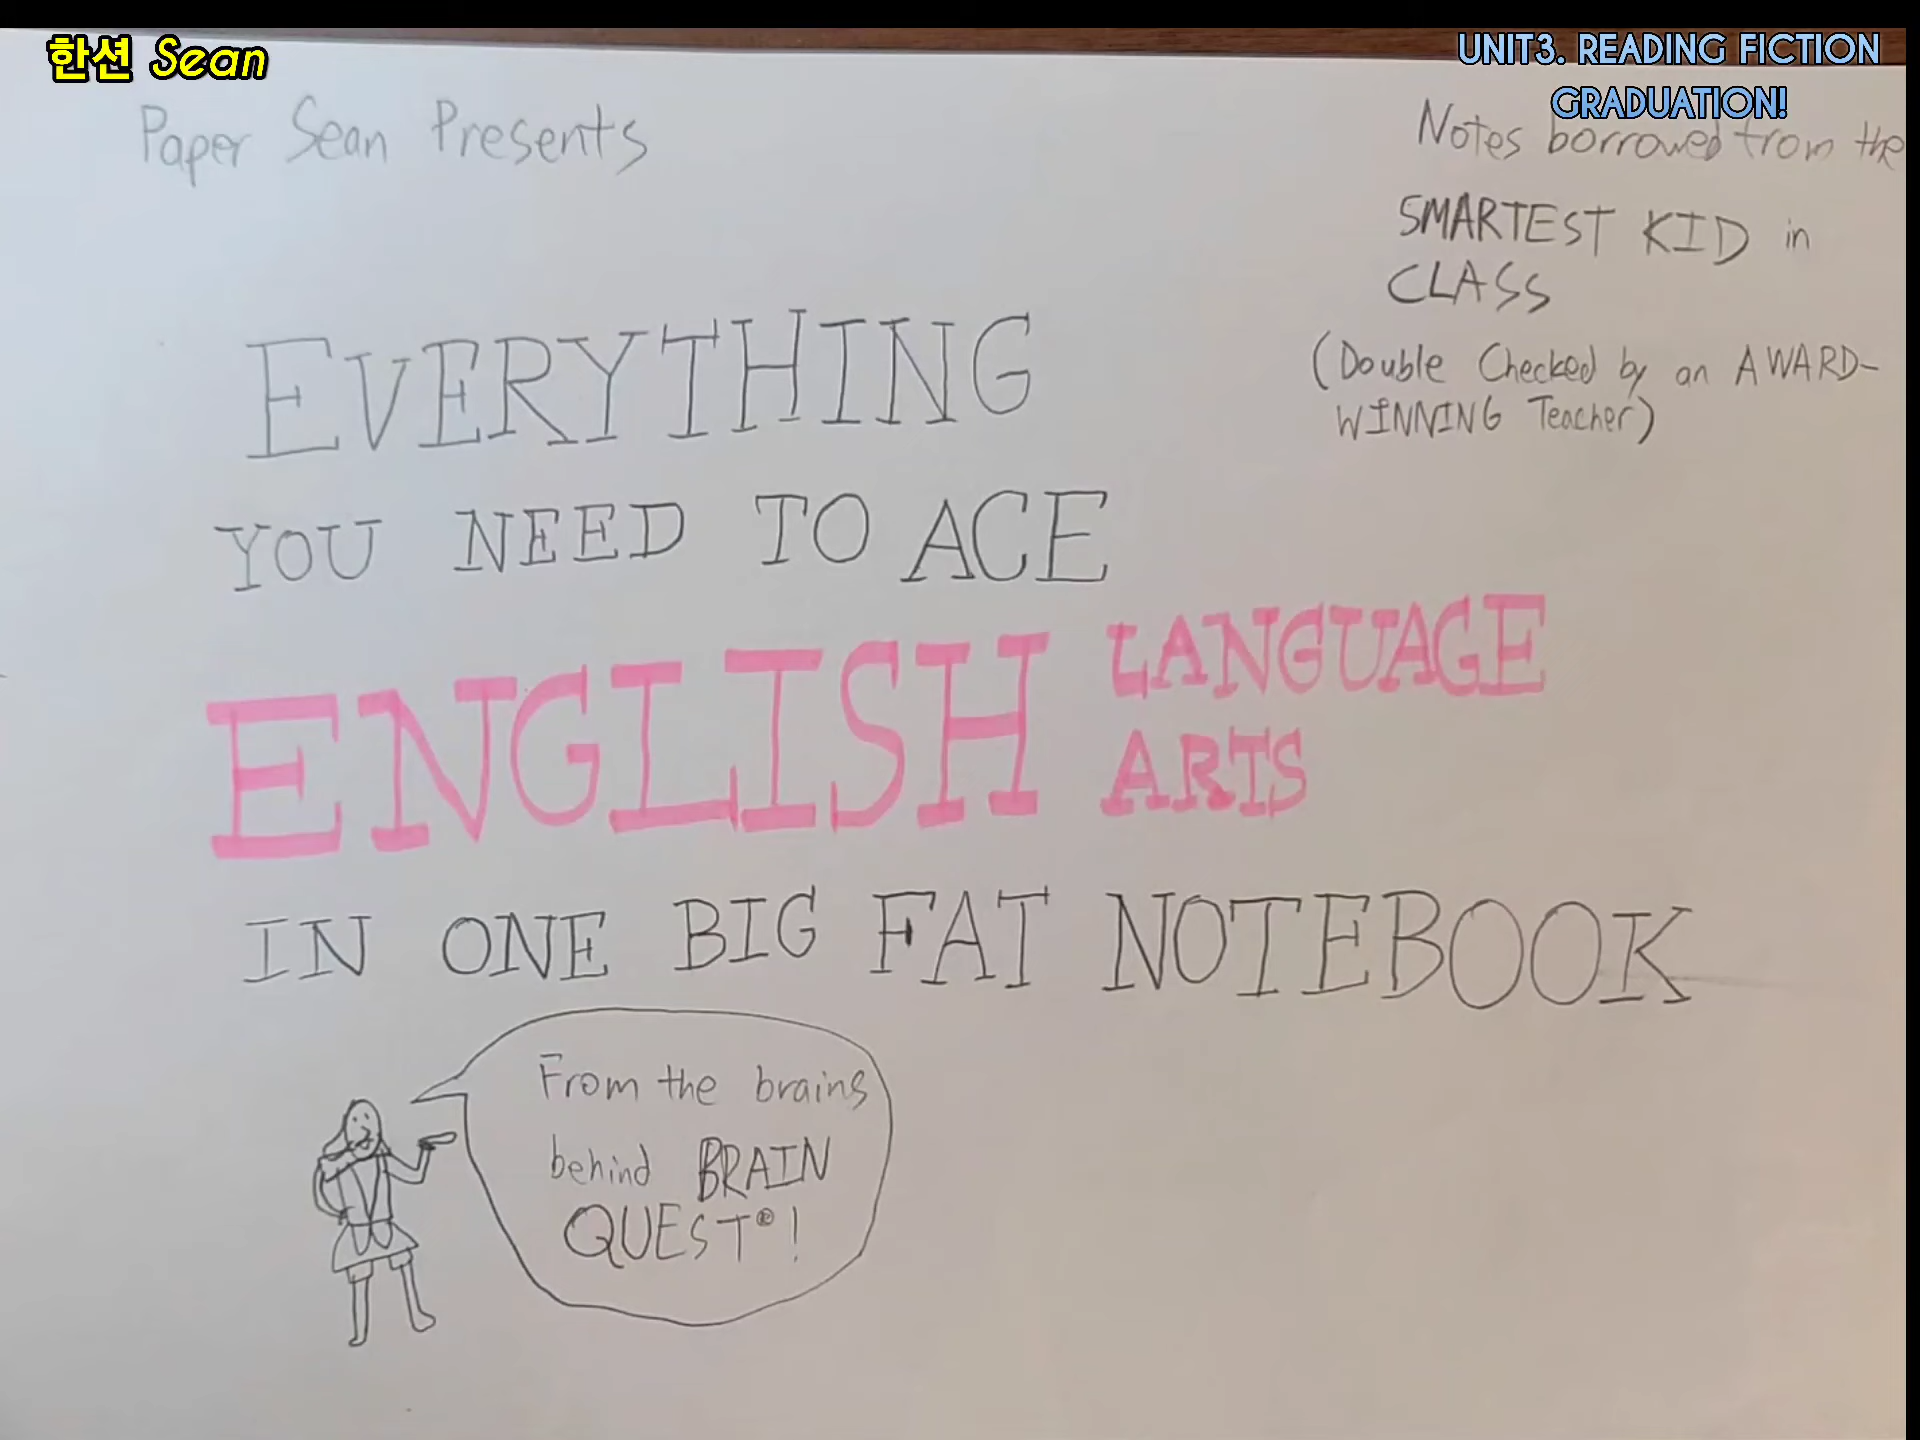 한션 Sean
UNIT3. READING FICTION
GRADUATION!
Paper Sean Presents
Notes borrowed from the
SMARTEST KID in
CLASS
(Double Checked by an AWARD-
WINNING Teacher)
EVERYTHING
YOU NEED TO ACE
ENGLISH LANGUAGE
ARTS
IN ONE BIG FAT NOTEBOOK
From the brains
behind BRAIN
QUEST®!